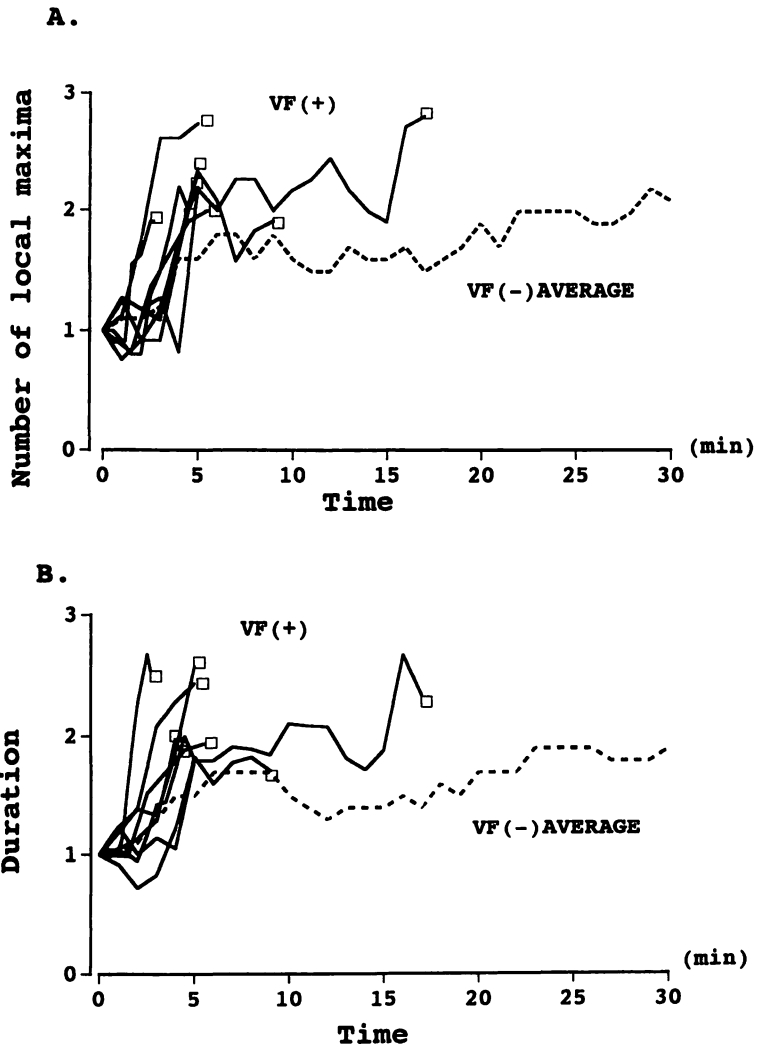 A.
Number of local maxima
3
2
1
0
VF(+)
VF(-)AVERAGE
0 5 10 15 20 25 30
(min)
Time
B.
Duration
3
2
1
0
VF(+)
VF(-)AVERAGE
0 5 10 15 20 25 30
(min)
Time